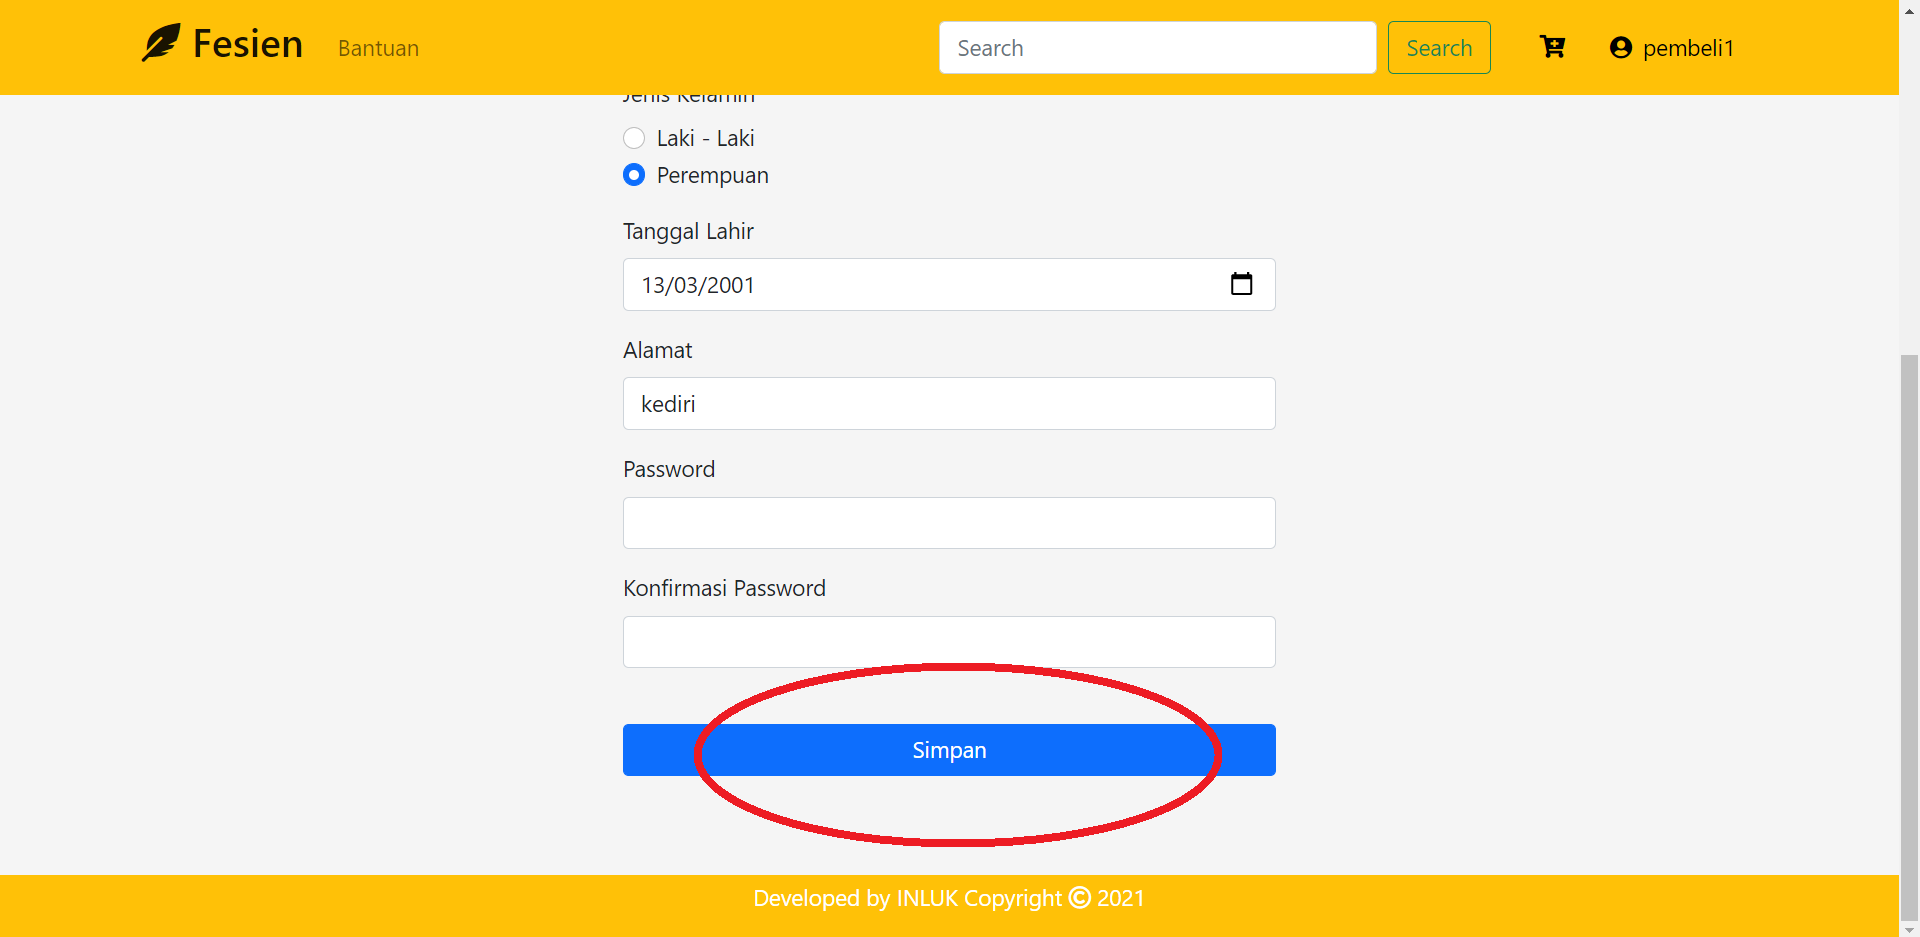 Fesien Bantuan Search Search pembeli1
Jenis Kelamin
Laki - Laki
Perempuan
Tanggal Lahir
13/03/2001
Alamat
kediri
Password
Konfirmasi Password
Simpan
Developed by INLUK Copyright © 2021